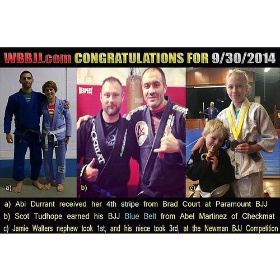 WBBJJ.com CONGRATULATIONS FOR 9/30/2014
a)
b)
c)
a) Abi Durrant received her 4th stripe from Brad Court at Paramount BJJ
b) Scot Tudhope earned his BJJ Blue Belt from Abel Martinez of Checkmat
c) Jamie Walters nephew took 1st, and his niece took 3rd, at the Newman BJJ Competition